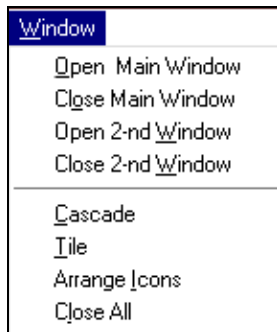 Window
Open Main Window
Close Main Window
Open 2-nd Window
Close 2-nd Window
Cascade
Tile
Arrange Icons
Close All